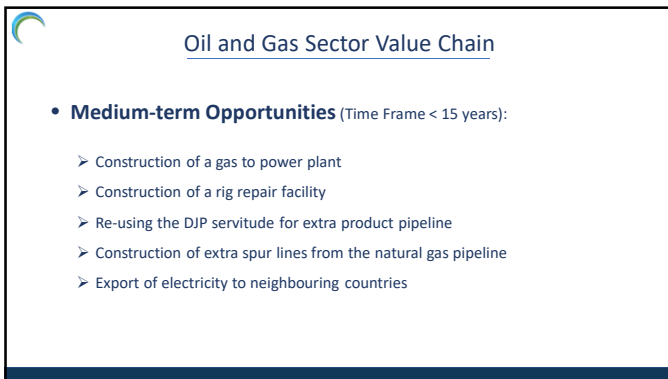 Oil and Gas Sector Value Chain
• Medium-term Opportunities (Time Frame < 15 years):
➢ Construction of a gas to power plant
➢ Construction of a rig repair facility
➢ Re-using the DJP servitude for extra product pipeline
➢ Construction of extra spur lines from the natural gas pipeline
➢ Export of electricity to neighbouring countries